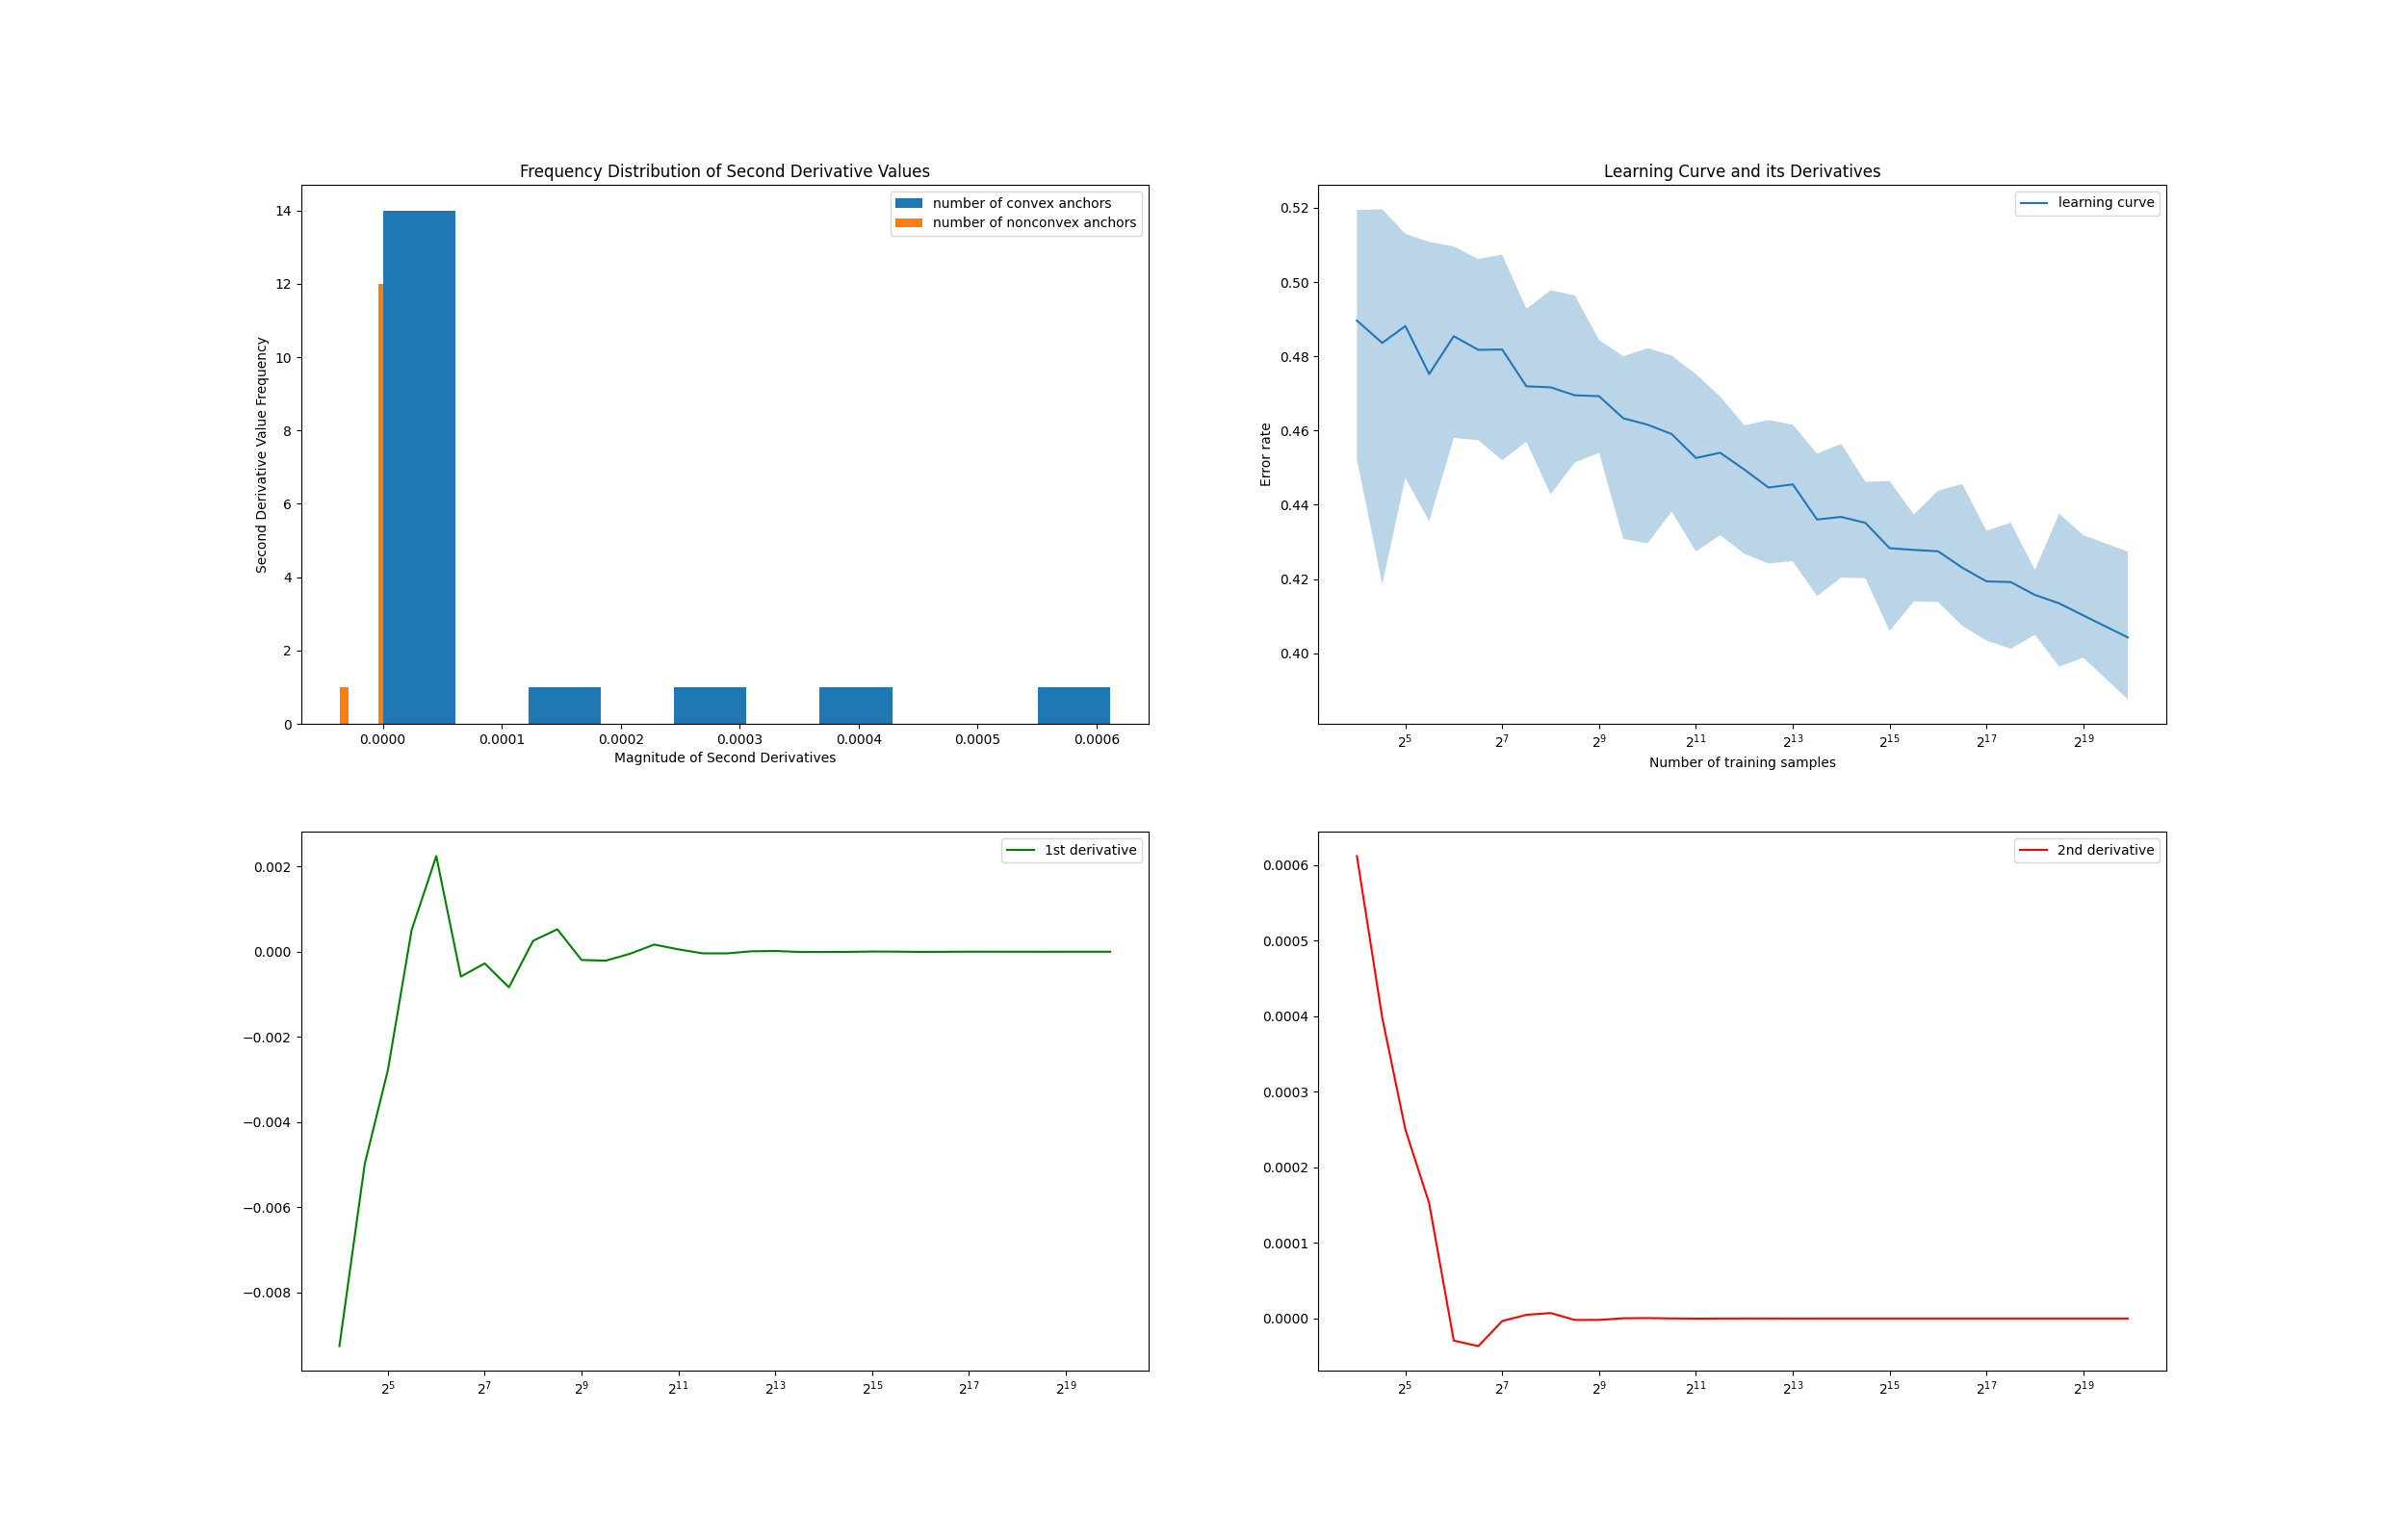 Frequency Distribution of Second Derivative Values
number of convex anchors
number of nonconvex anchors
14
12
10
8
6
4
2
0
Second Derivative Value Frequency
0.0000 0.0001 0.0002 0.0003 0.0004 0.0005 0.0006
Magnitude of Second Derivatives
Learning Curve and its Derivatives
learning curve
0.52
0.50
0.48
0.46
0.44
0.42
0.40
Error rate
2^5 2^7 2^9 2^11 2^13 2^15 2^17 2^19
Number of training samples
1st derivative
0.002
0.000
−0.002
−0.004
−0.006
−0.008
2^5 2^7 2^9 2^11 2^13 2^15 2^17 2^19
2nd derivative
0.0006
0.0005
0.0004
0.0003
0.0002
0.0001
0.0000
2^5 2^7 2^9 2^11 2^13 2^15 2^17 2^19